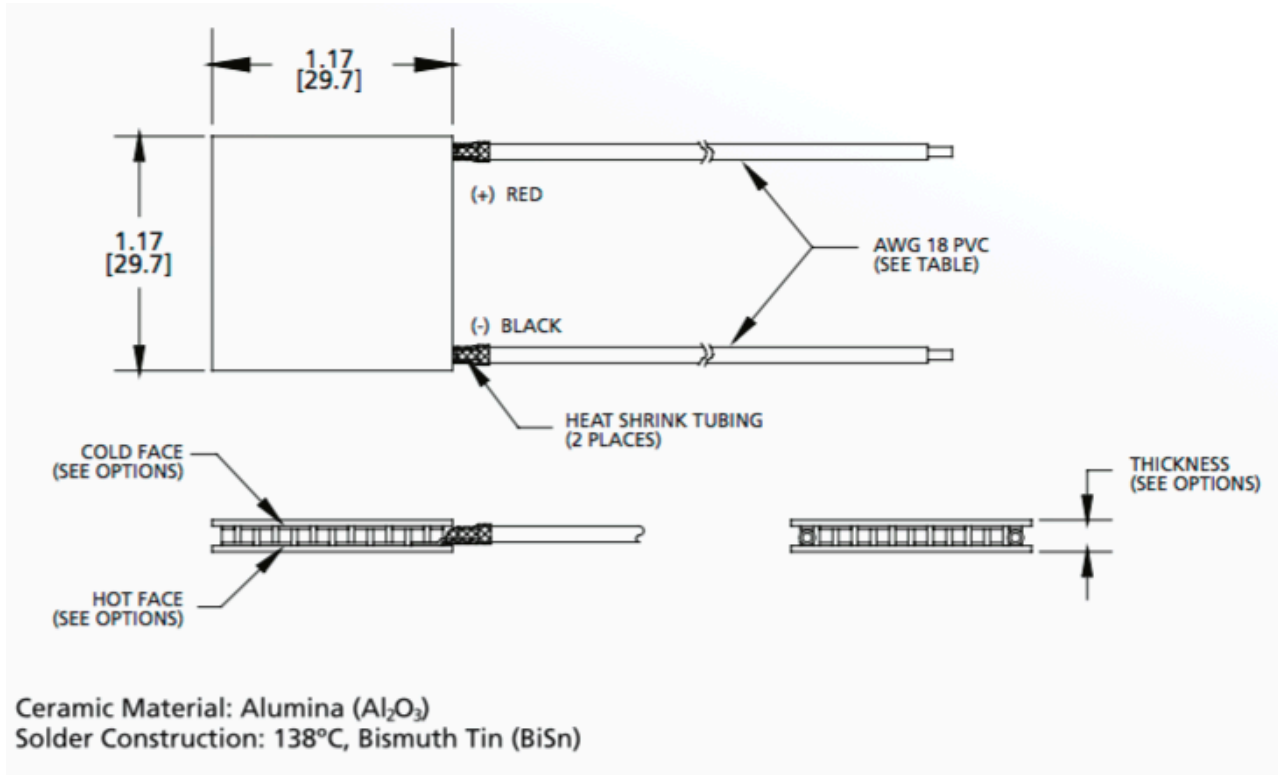 1.17
[29.7]
1.17
[29.7]
(+) RED
AWG 18 PVC
(SEE TABLE)
(-) BLACK
HEAT SHRINK TUBING
(2 PLACES)
COLD FACE
(SEE OPTIONS)
THICKNESS
(SEE OPTIONS)
HOT FACE
(SEE OPTIONS)
Ceramic Material: Alumina (Al₂O₃)
Solder Construction: 138°C, Bismuth Tin (BiSn)